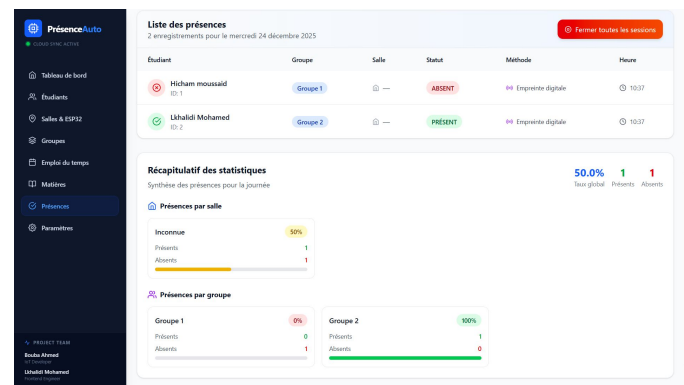 PrésenceAuto
CLOUD SYNC ACTIVE
Tableau de bord
Étudiants
Salles & ESP32
Groupes
Emploi du temps
Matières
Présences
Paramètres
PROJECT TEAM
Bouba Ahmed
IoT Developer
Lkhalidi Mohamed
Frontend Engineer
Liste des présences
2 enregistrements pour le mercredi 24 décembre 2025
Fermer toutes les sessions
Étudiant Groupe Salle Statut Méthode Heure
Hicham moussaid
ID: 1
Groupe 1 — ABSENT Empreinte digitale 10:37
Lkhalidi Mohamed
ID: 2
Groupe 2 — PRÉSENT Empreinte digitale 10:37
Récapitulatif des statistiques
Synthèse des présences pour la journée
50.0% 1 1
Taux global Présents Absents
Présences par salle
Inconnue 50%
Présents 1
Absents 1
Présences par groupe
Groupe 1 0%
Présents 0
Absents 1
Groupe 2 100%
Présents 1
Absents 0